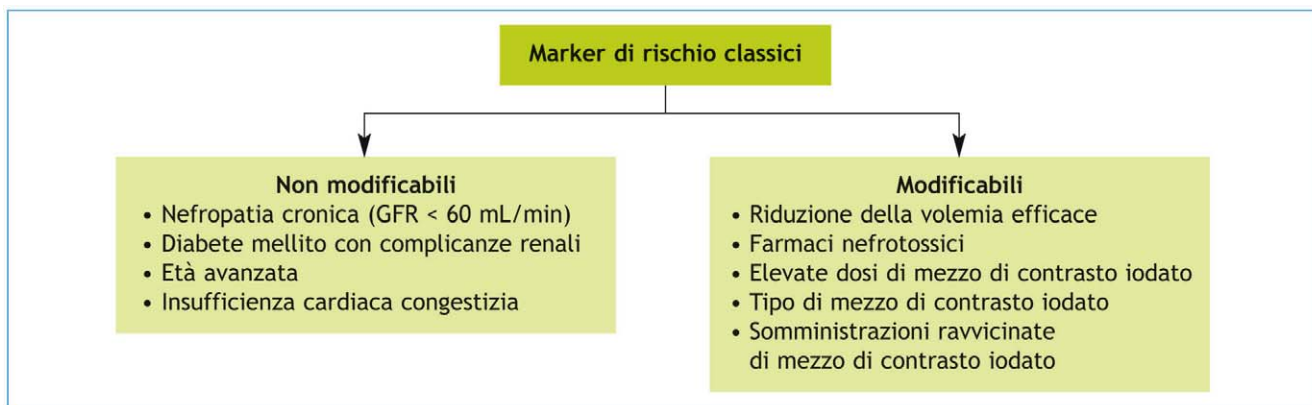 Marker di rischio classici
Non modificabili
• Nefropatia cronica (GFR < 60 mL/min)
• Diabete mellito con complicanze renali
• Età avanzata
• Insufficienza cardiaca congestizia
Modificabili
• Riduzione della volemia efficace
• Farmaci nefrotossici
• Elevate dosi di mezzo di contrasto iodato
• Tipo di mezzo di contrasto iodato
• Somministrazioni ravvicinate
di mezzo di contrasto iodato